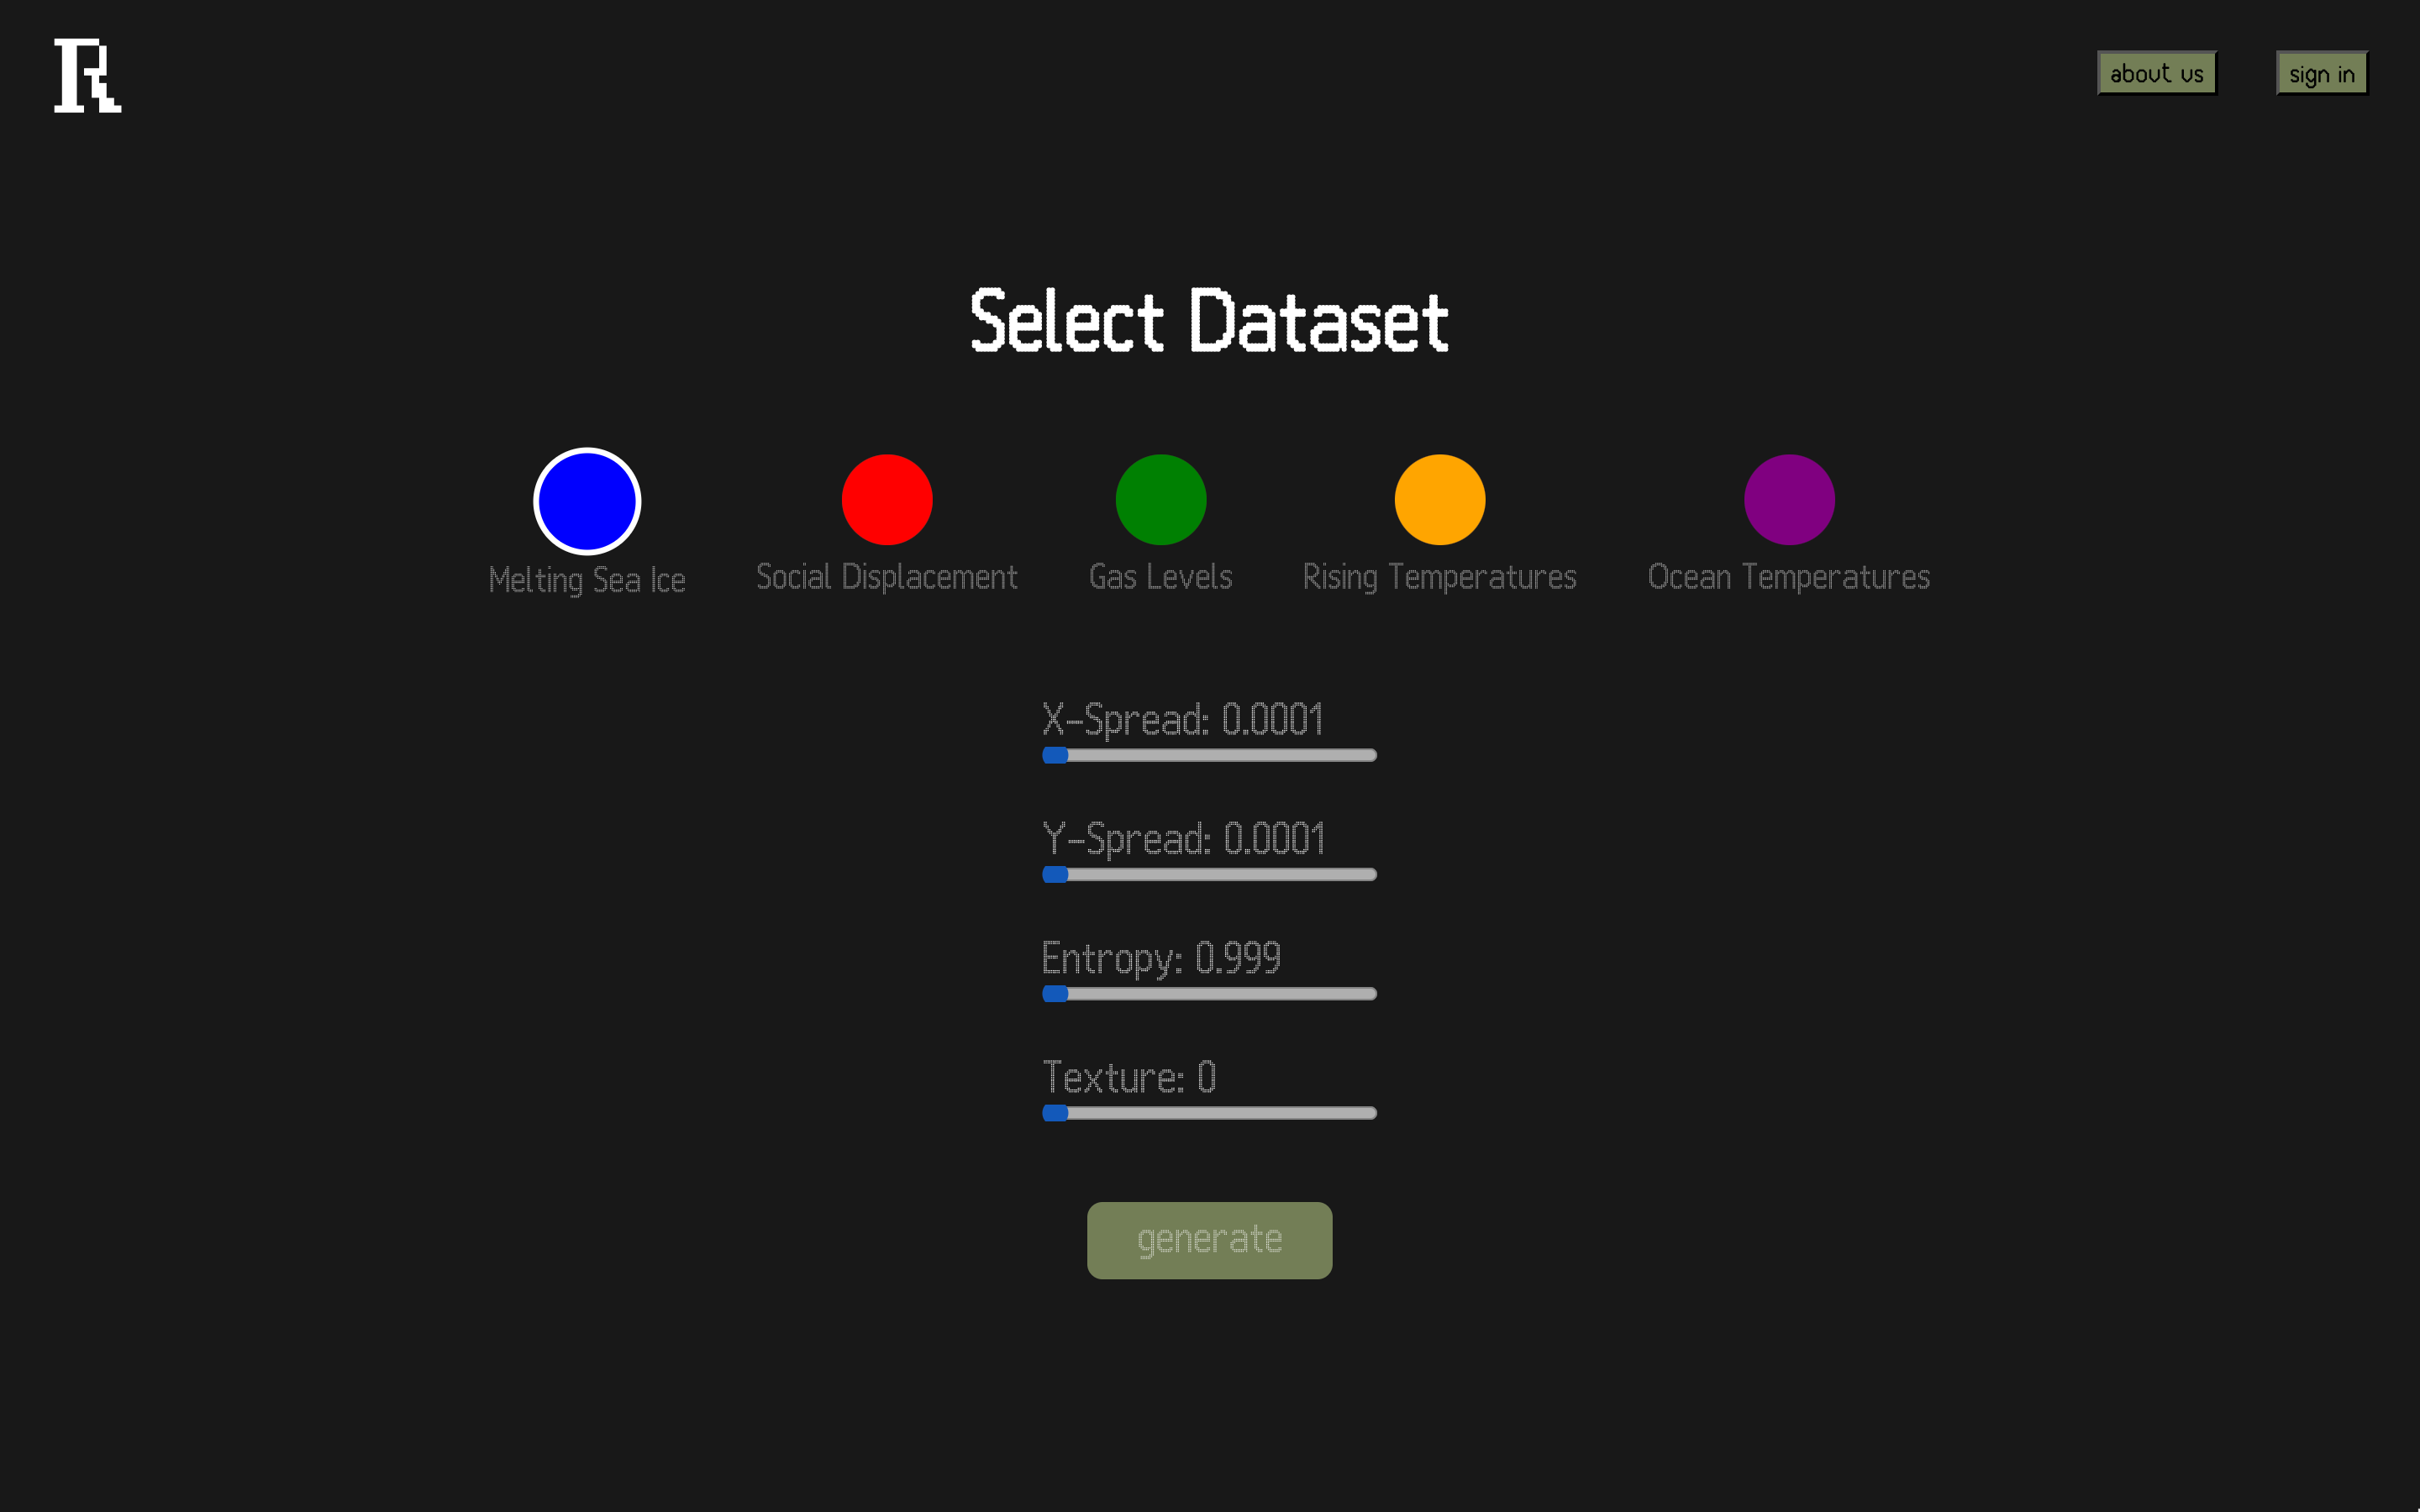 R
about us
sign in
Select Dataset
Melting Sea Ice
Social Displacement
Gas Levels
Rising Temperatures
Ocean Temperatures
X-Spread: 0.0001
Y-Spread: 0.0001
Entropy: 0.999
Texture: 0
generate